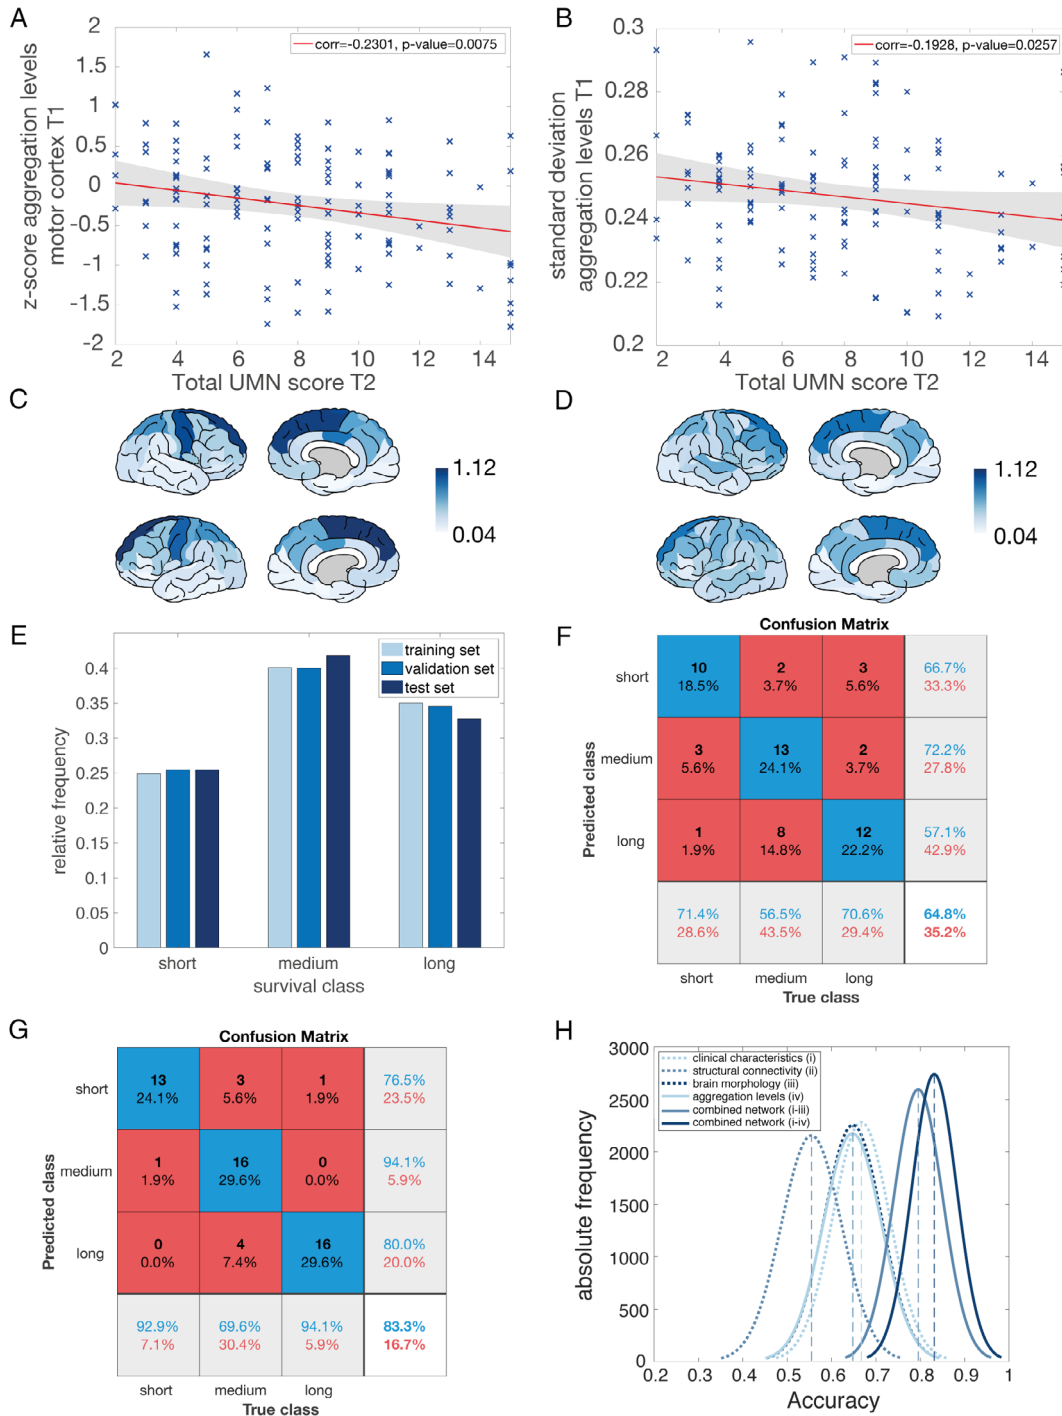 A
2
1.5
1
0.5
0
-0.5
-1
-1.5
-2
z-score aggregation levels
motor cortex T1
corr=-0.2301, p-value=0.0075
2 4 6 8 10 12 14
Total UMN score T2
B
0.3
0.28
0.26
0.24
0.22
0.2
standard deviation
aggregation levels T1
corr=-0.1928, p-value=0.0257
2 4 6 8 10 12 14
Total UMN score T2
C
1.12
0.04
D
1.12
0.04
E
0.4
0.35
0.3
0.25
0.2
0.15
0.1
0.05
0
relative frequency
training set
validation set
test set
short medium long
survival class
F
Confusion Matrix
Predicted class
short 10 2 3 66.7%
18.5% 3.7% 5.6% 33.3%
medium 3 13 2 72.2%
5.6% 24.1% 3.7% 27.8%
long 1 8 12 57.1%
1.9% 14.8% 22.2% 42.9%
71.4% 56.5% 70.6% 64.8%
28.6% 43.5% 29.4% 35.2%
short medium long
True class
G
Confusion Matrix
Predicted class
short 13 3 1 76.5%
24.1% 5.6% 1.9% 23.5%
medium 1 16 0 94.1%
1.9% 29.6% 0.0% 5.9%
long 0 4 16 80.0%
0.0% 7.4% 29.6% 20.0%
92.9% 69.6% 94.1% 83.3%
7.1% 30.4% 5.9% 16.7%
short medium long
True class
H
3000
2500
2000
1500
1000
500
0
absolute frequency
clinical characteristics (i)
structural connectivity (ii)
brain morphology (iii)
aggregation levels (iv)
combined network (i-iii)
combined network (i-iv)
0.2 0.3 0.4 0.5 0.6 0.7 0.8 0.9 1
Accuracy